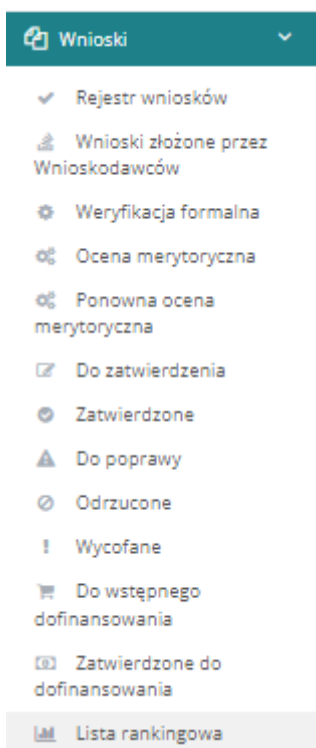 Wnioski
Rejestr wniosków
Wnioski złożone przez
Wnioskodawców
Weryfikacja formalna
Ocena merytoryczna
Ponowna ocena
merytoryczna
Do zatwierdzenia
Zatwierdzone
Do poprawy
Odrzucone
Wycofane
Do wstępnego
dofinansowania
Zatwierdzone do
dofinansowania
Lista rankingowa